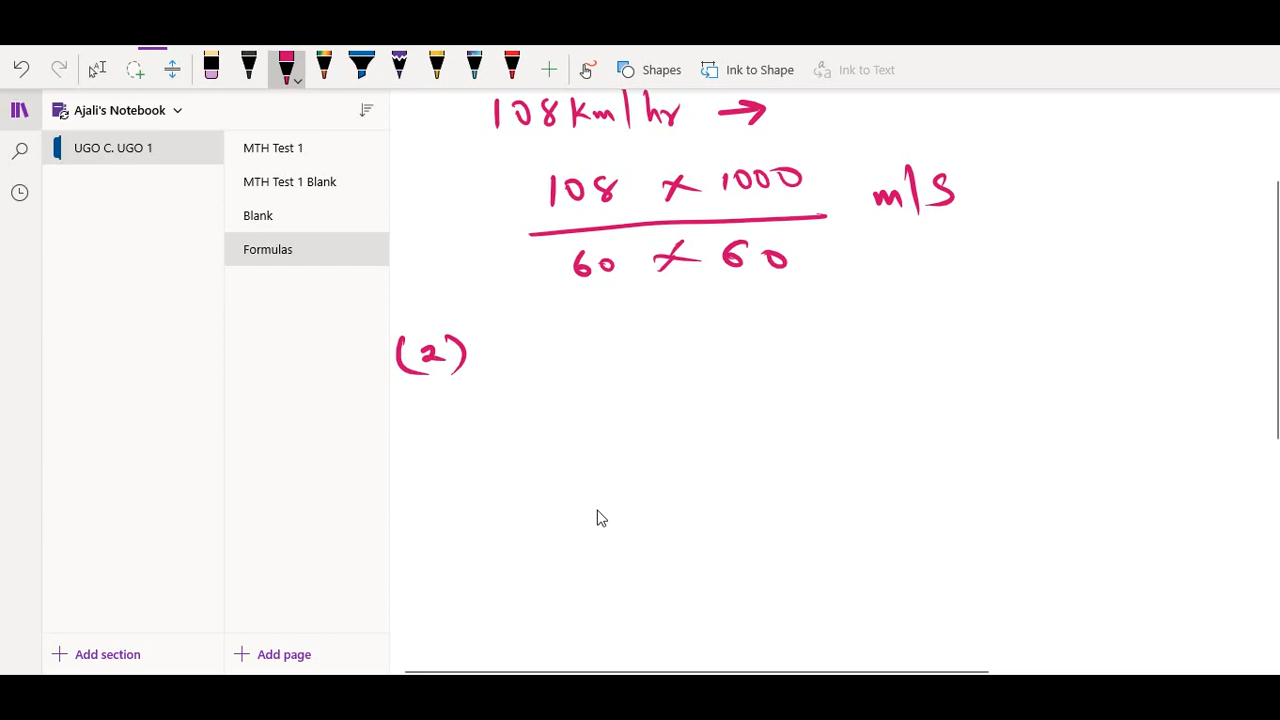 Shapes
Ink to Shape
Ink to Text
Ajali's Notebook
UGO C. UGO 1
MTH Test 1
MTH Test 1 Blank
Blank
Formulas
Add section
Add page
108 Km/hr →
108 × 1000
60 × 60
m/s
(2)